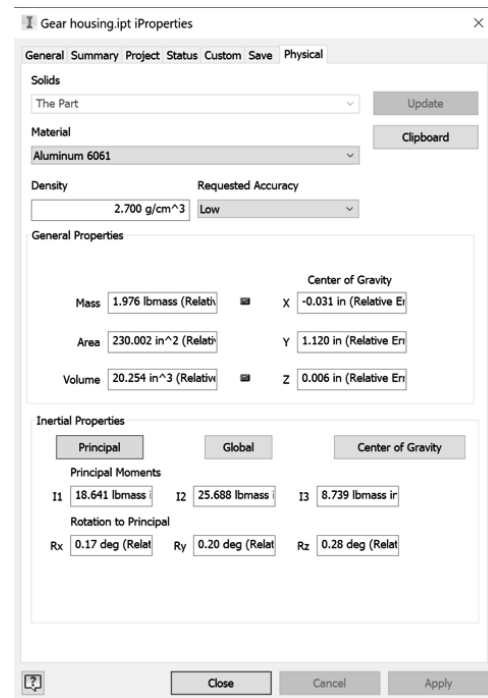 Gear housing.ipt iProperties
General Summary Project Status Custom Save Physical
Solids
The Part Update
Material Clipboard
Aluminum 6061
Density Requested Accuracy
2.700 g/cm^3 Low
General Properties
Center of Gravity
Mass 1.976 lbmass (Relativ X -0.031 in (Relative Er
Area 230.002 in^2 (Relativ Y 1.120 in (Relative Err
Volume 20.254 in^3 (Relative Z 0.006 in (Relative Err
Inertial Properties
Principal Global Center of Gravity
Principal Moments
I1 18.641 lbmass i I2 25.688 lbmass i I3 8.739 lbmass ir
Rotation to Principal
Rx 0.17 deg (Relat Ry 0.20 deg (Relat Rz 0.28 deg (Relat
Close Cancel Apply